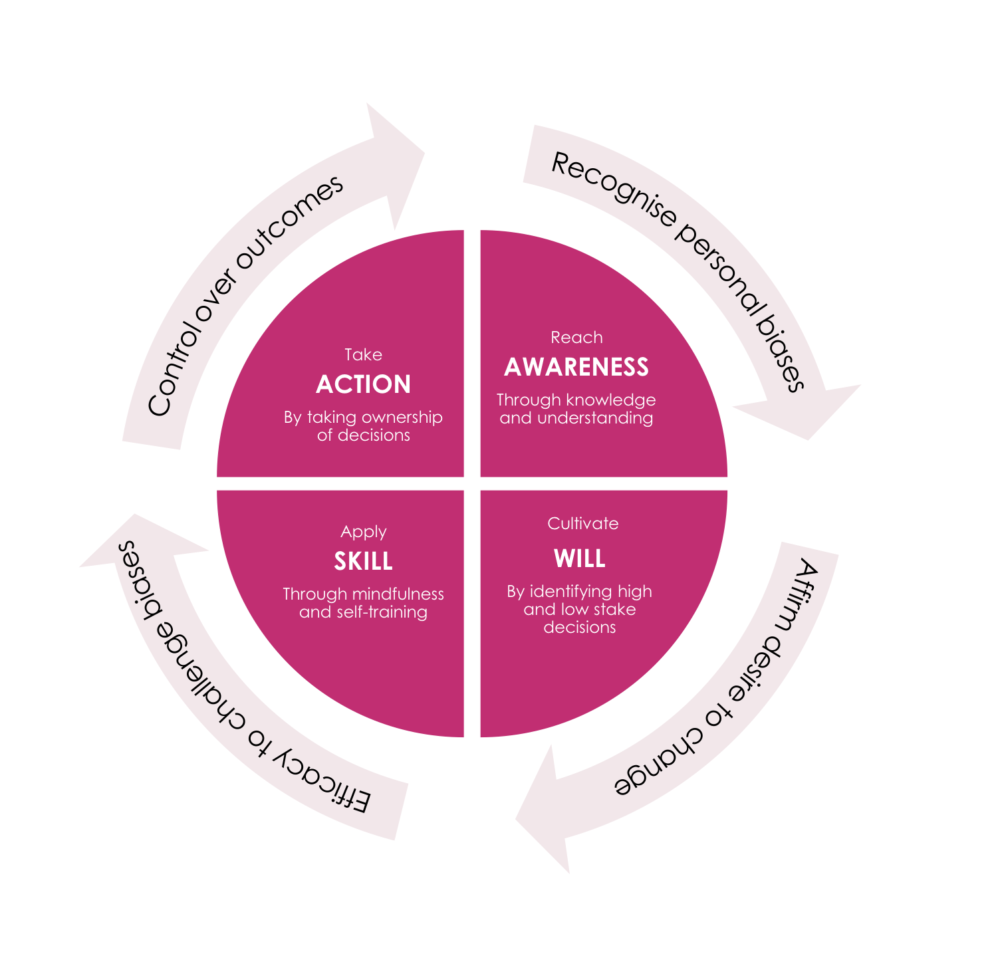 Control over outcomes
Recognise personal biases
Take
ACTION
By taking ownership
of decisions
Reach
AWARENESS
Through knowledge
and understanding
Apply
SKILL
Through mindfulness
and self-training
Cultivate
WILL
By identifying high
and low stake
decisions
Efficacy to challenge biases
Affirm desire to change